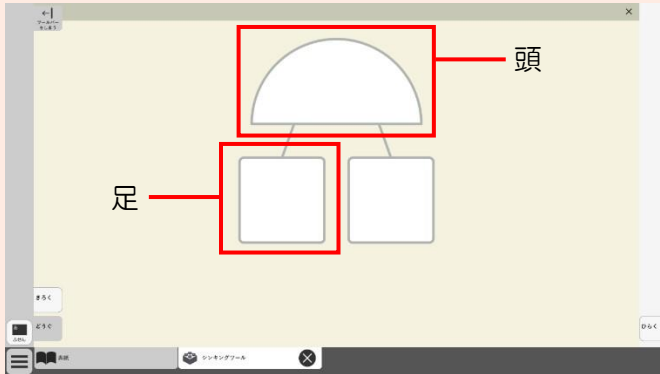 ツールバー
をしまう
×
頭
足
きろく
どうぐ
ふせん
ひらく
表紙
シンキングツール